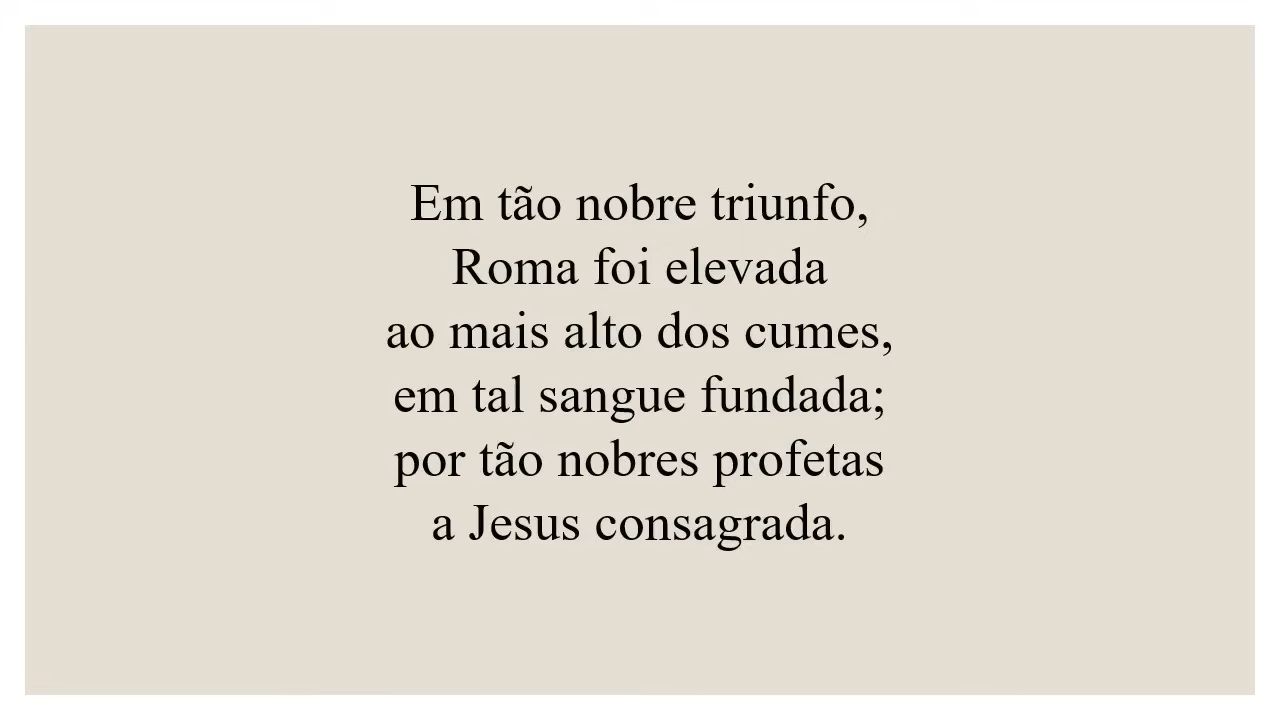 Em tão nobre triunfo,
Roma foi elevada
ao mais alto dos cumes,
em tal sangue fundada;
por tão nobres profetas
a Jesus consagrada.